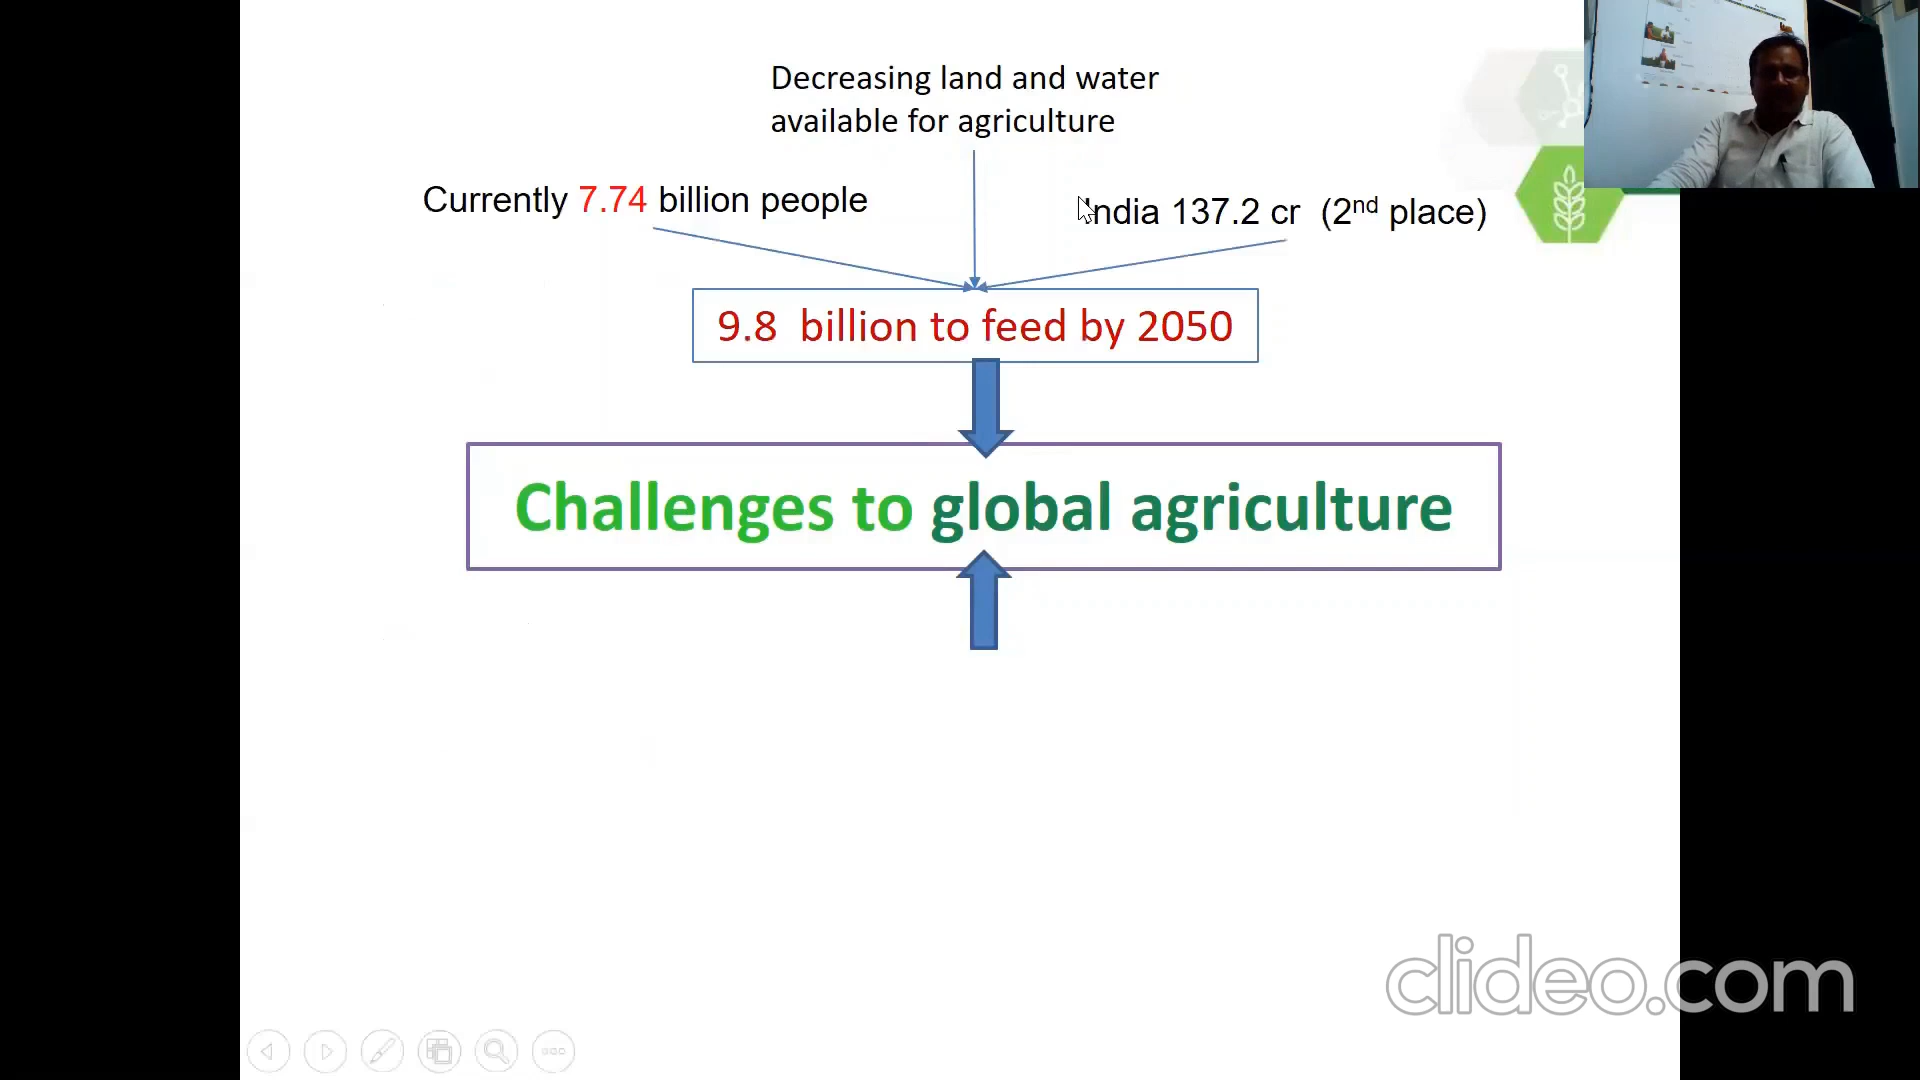 Decreasing land and water
available for agriculture
Currently 7.74 billion people
India 137.2 cr (2nd place)
9.8 billion to feed by 2050
Challenges to global agriculture
clideo.com